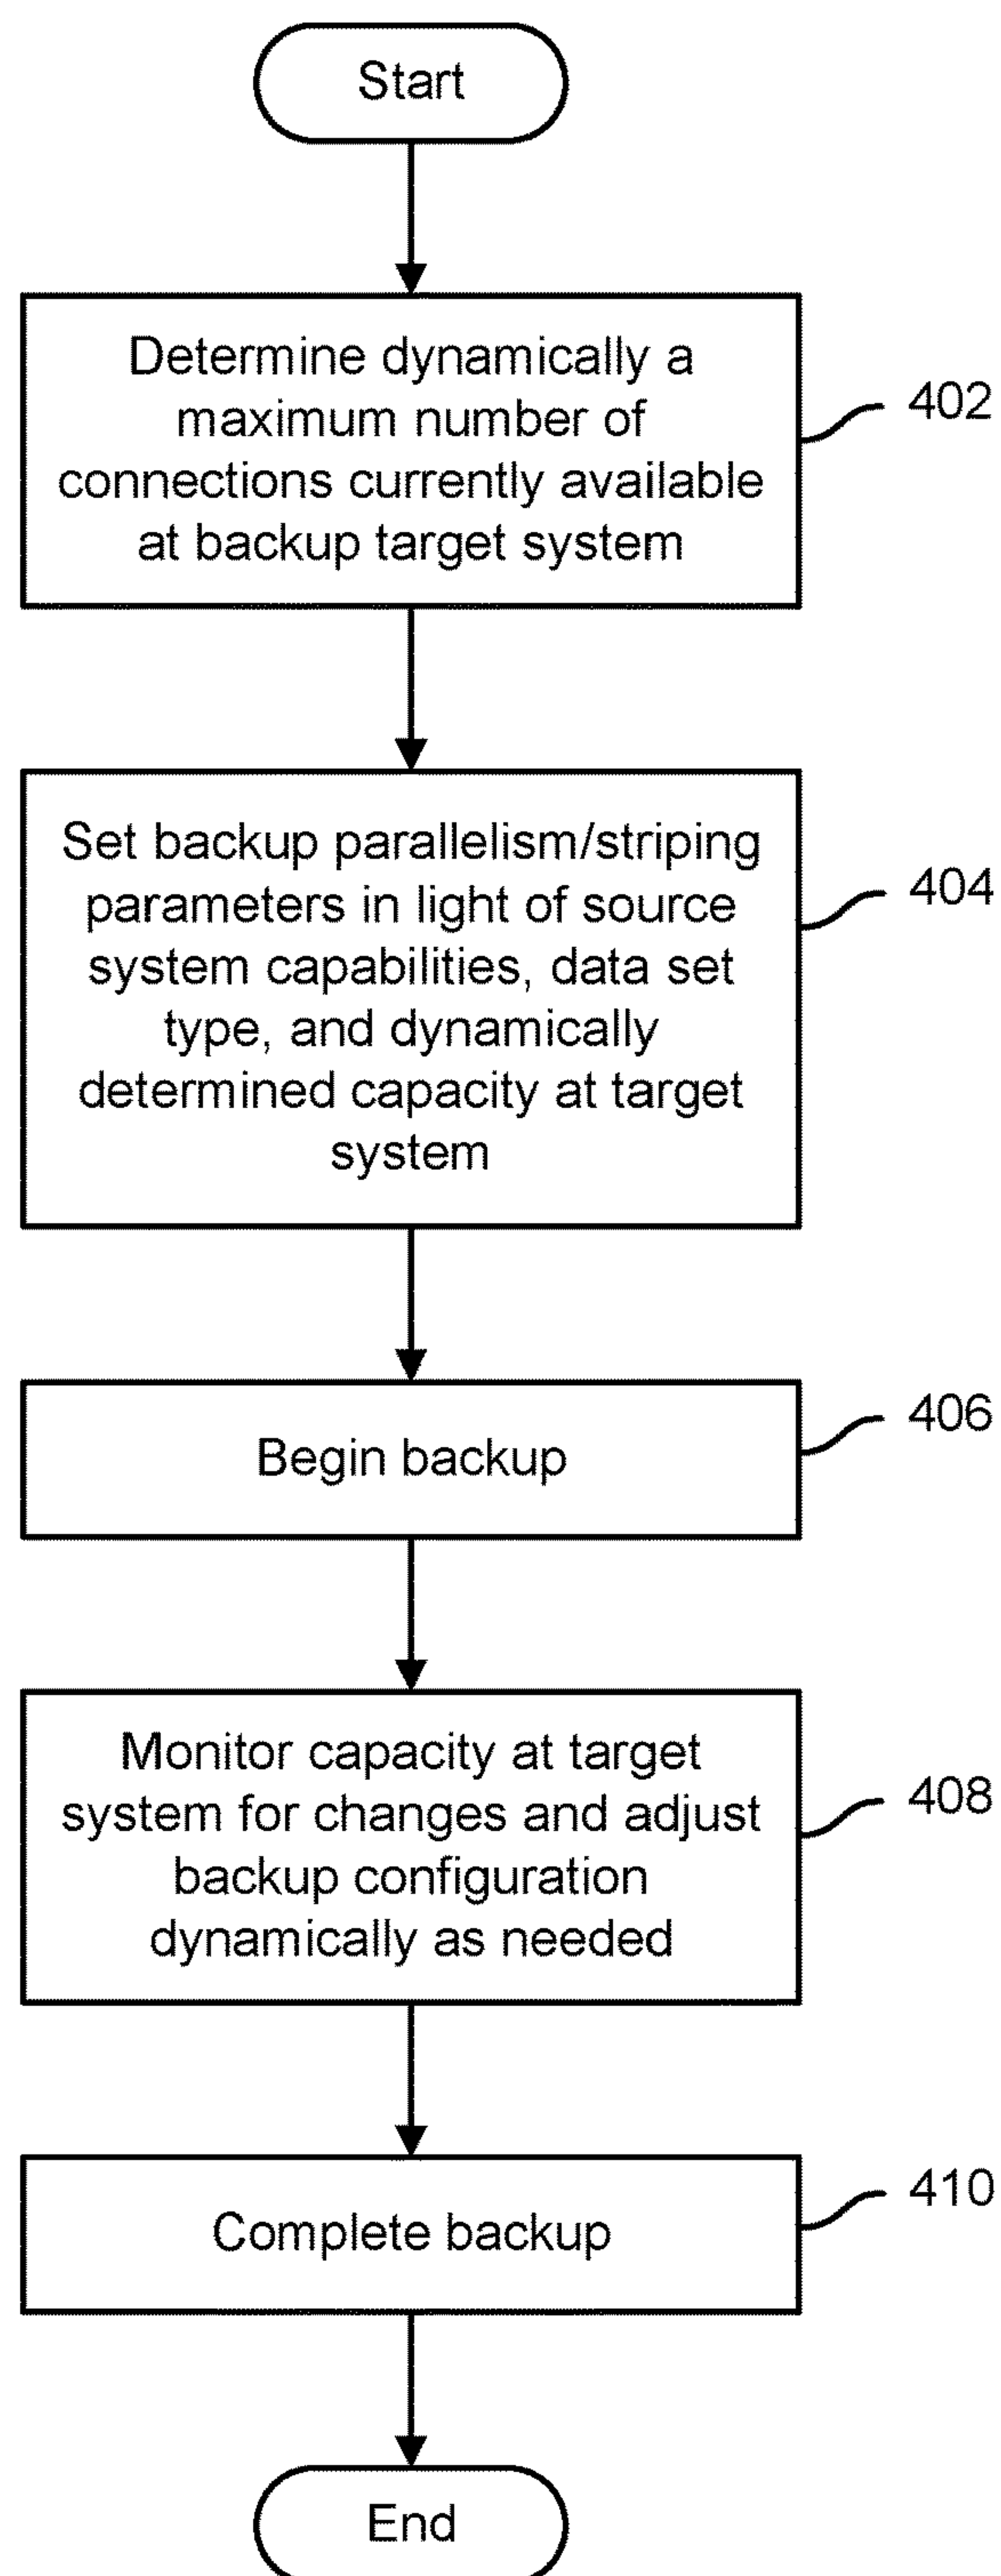 Start
Determine dynamically a
maximum number of
connections currently available
at backup target system
402
Set backup parallelism/striping
parameters in light of source
system capabilities, data set
type, and dynamically
determined capacity at target
system
404
Begin backup
406
Monitor capacity at target
system for changes and adjust
backup configuration
dynamically as needed
408
Complete backup
410
End